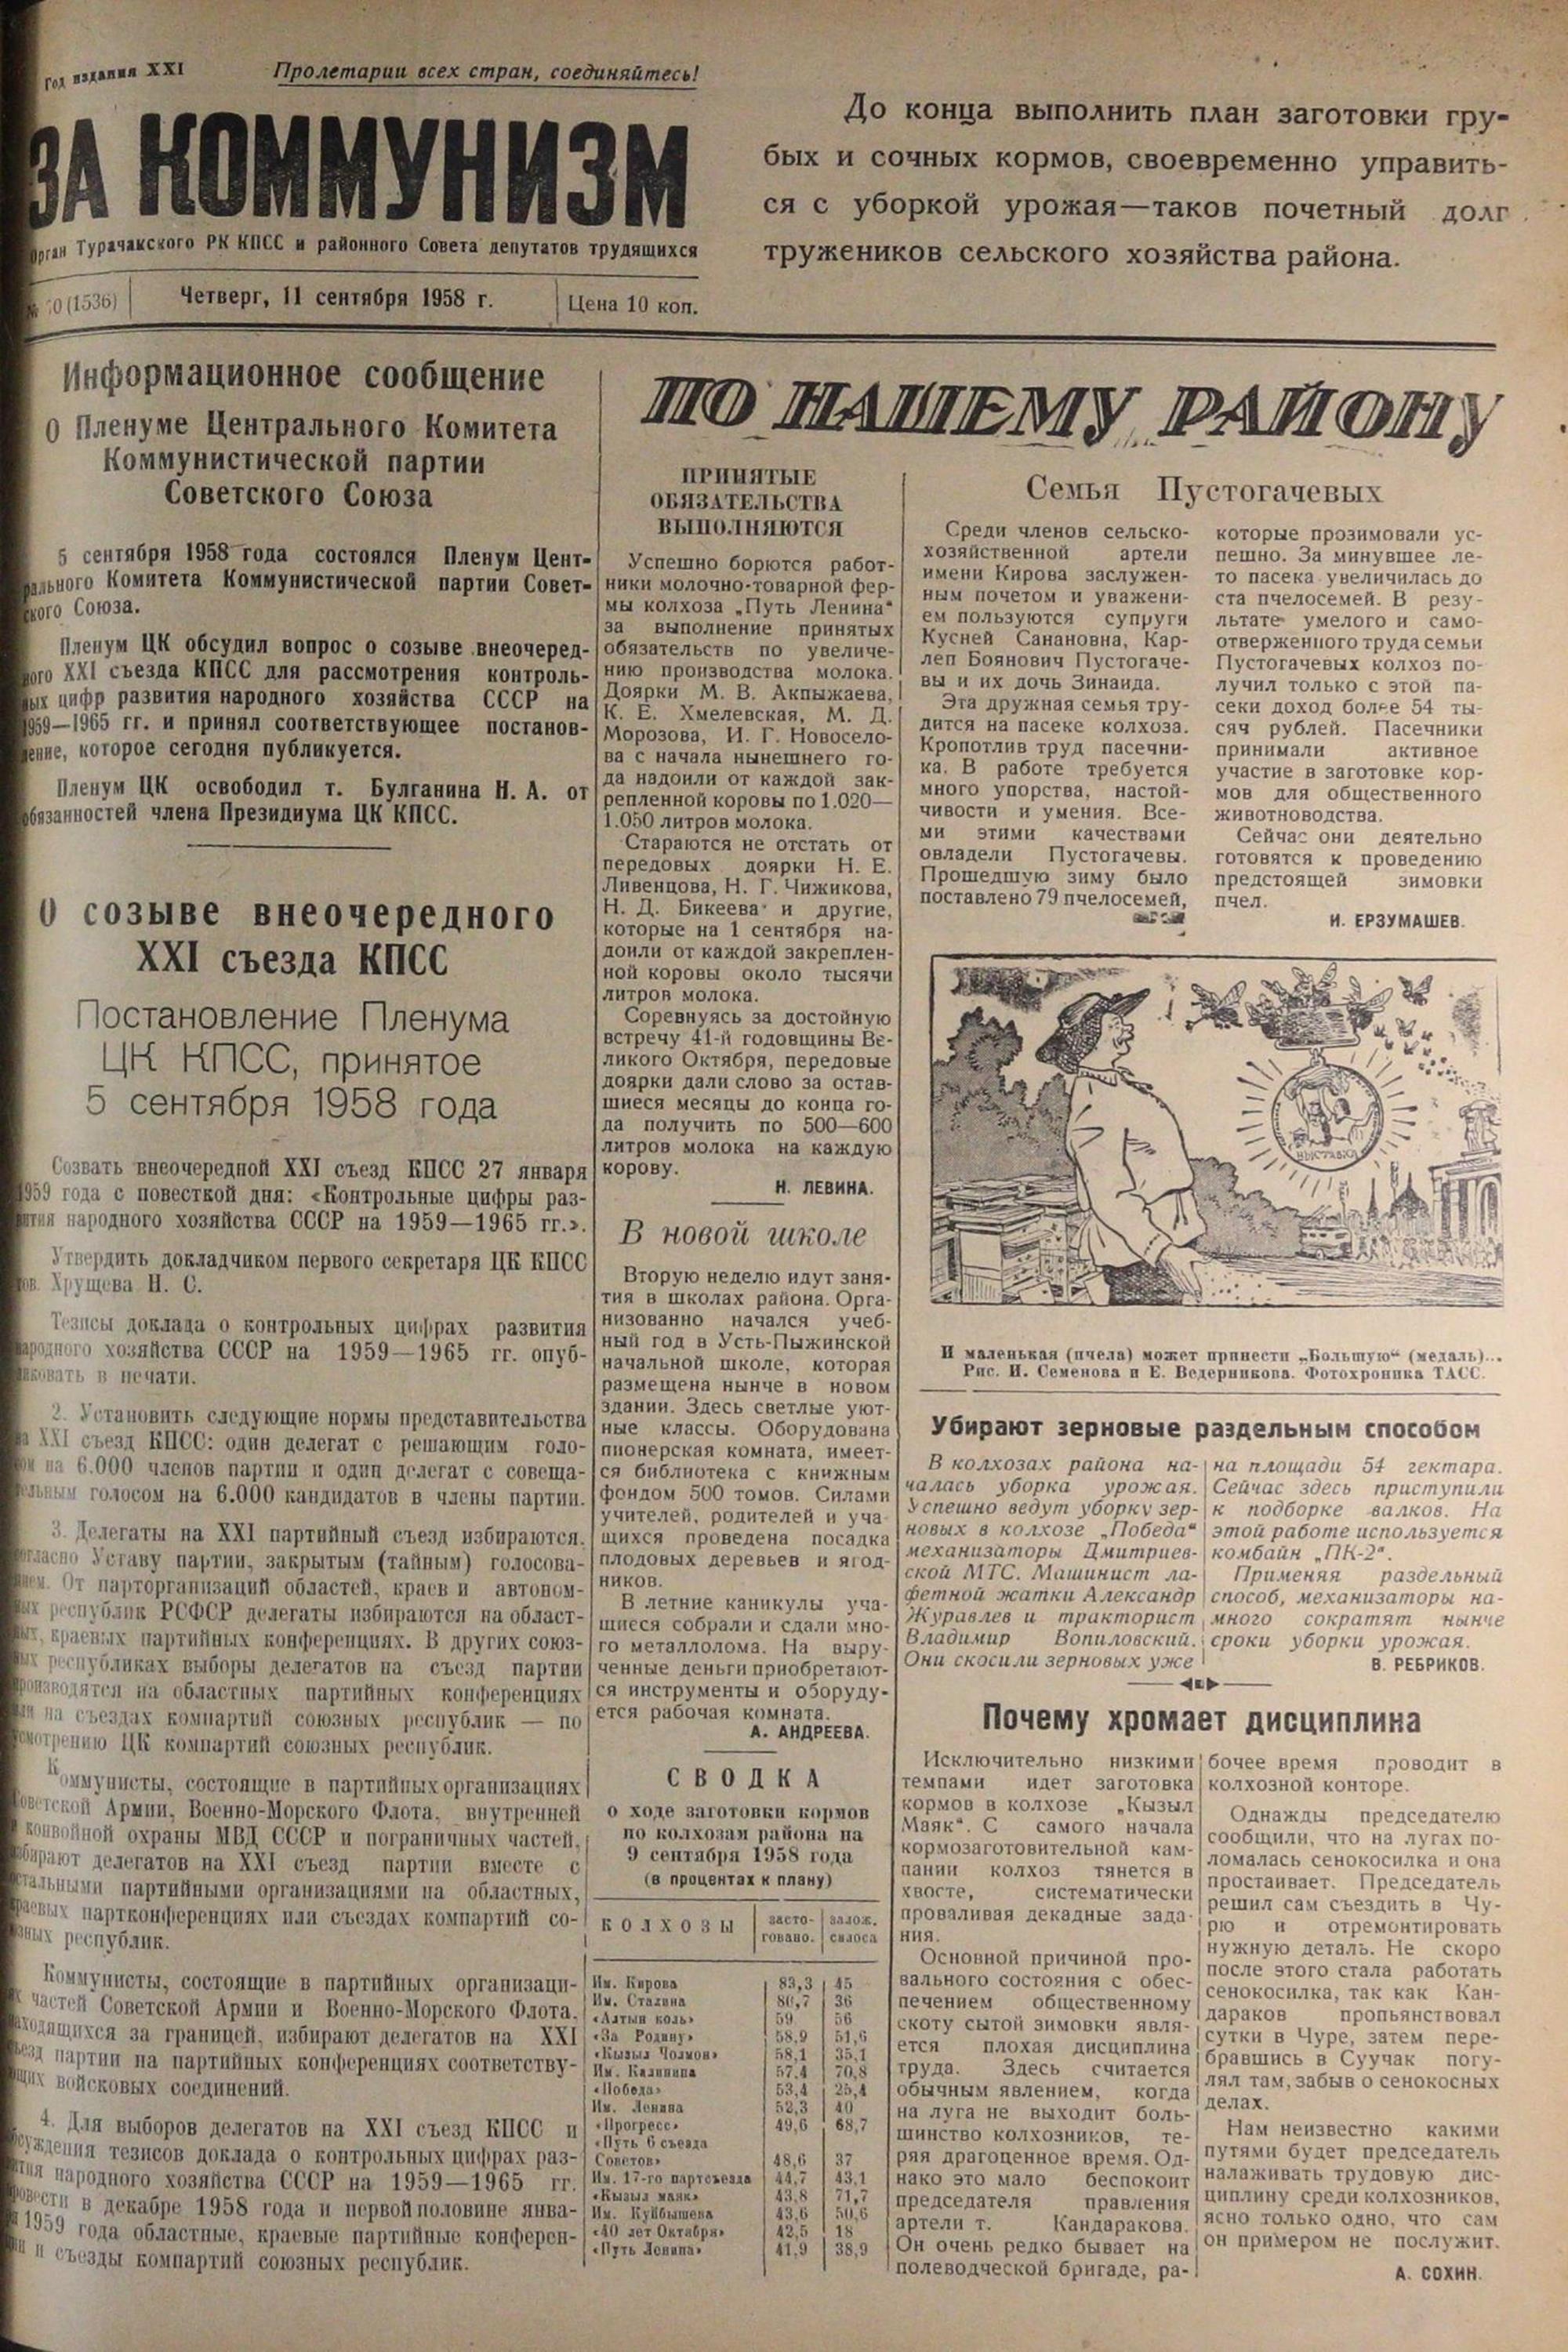 Год издания XXI
Пролетарии всех стран, соединяйтесь!
ЗА КОММУНИЗМ
Орган Турачакского РК КПСС и районного Совета депутатов трудящихся
(1536)
Четверг, 11 сентября 1958 г.
Цена 10 коп.
До конца выполнить план заготовки гру-
бых и сочных кормов, своевременно управить-
ся с уборкой урожая—таков почетный долг
тружеников сельского хозяйства района.
Информационное сообщение
О Пленуме Центрального Комитета
Коммунистической партии
Советского Союза
5 сентября 1958 года состоялся Пленум Цент-
рального Комитета Коммунистической партии Совет-
ского Союза.
Пленум ЦК обсудил вопрос о созыве внеочеред-
ного XXI съезда КПСС для рассмотрения контроль-
ных цифр развития народного хозяйства СССР на
1959—1965 гг. и принял соответствующее постанов-
ление, которое сегодня публикуется.
Пленум ЦК освободил т. Булганина Н. А. от
обязанностей члена Президиума ЦК КПСС.
О созыве внеочередного
XXI съезда КПСС
Постановление Пленума
ЦК КПСС, принятое
5 сентября 1958 года
Созвать внеочередной XXI съезд КПСС 27 января
1959 года с повесткой дня: «Контрольные цифры раз-
вития народного хозяйства СССР на 1959—1965 гг.».
Утвердить докладчиком первого секретаря ЦК КПСС
тов. Хрущева Н. С.
Тезисы доклада о контрольных цифрах развития
народного хозяйства СССР на 1959—1965 гг. опуб-
ликовать в печати.
2. Установить следующие нормы представительства
на XXI съезд КПСС: один делегат с решающим голо-
сом на 6.000 членов партии и один делегат с совеща-
тельным голосом на 6.000 кандидатов в члены партии.
3. Делегаты на XXI партийный съезд избираются,
согласно Уставу партии, закрытым (тайным) голосова-
нием. От парторганизаций областей, краев и автоном-
ных республик РСФСР делегаты избираются на област-
ных, краевых партийных конференциях. В других союз-
ных республиках выборы делегатов на съезд партии
производятся на областных партийных конференциях
или на съездах компартий союзных республик — по
усмотрению ЦК компартий союзных республик.
Коммунисты, состоящие в партийных организациях
Советской Армии, Военно-Морского Флота, внутренней
и конвойной охраны МВД СССР и пограничных частей,
избирают делегатов на XXI съезд партии вместе с
остальными партийными организациями на областных,
краевых партконференциях или съездах компартий со-
юзных республик.
Коммунисты, состоящие в партийных организаци-
ях частей Советской Армии и Военно-Морского Флота,
находящихся за границей, избирают делегатов на XXI
съезд партии на партийных конференциях соответству-
ющих войсковых соединений.
4. Для выборов делегатов на XXI съезд КПСС и
обсуждения тезисов доклада о контрольных цифрах раз-
вития народного хозяйства СССР на 1959—1965 гг.
провести в декабре 1958 года и первой половине янва-
ря 1959 года областные, краевые партийные конферен-
ции и съезды компартий союзных республик.
ПО НАШЕМУ РАЙОНУ
ПРИНЯТЫЕ
ОБЯЗАТЕЛЬСТВА
ВЫПОЛНЯЮТСЯ
Успешно борются работ-
ники молочно-товарной фер-
мы колхоза „Путь Ленина“
за выполнение принятых
обязательств по увеличе-
нию производства молока.
Доярки М. В. Акпыжаева,
К. Е. Хмелевская, М. Д.
Морозова, И. Г. Новосело-
ва с начала нынешнего го-
да надоили от каждой зак-
репленной коровы по 1.020—
1.050 литров молока.
Стараются не отстать от
передовых доярки Н. Е.
Ливенцова, Н. Г. Чижикова,
Н. Д. Бикеева и другие,
которые на 1 сентября на-
доили от каждой закреплен-
ной коровы около тысячи
литров молока.
Соревнуясь за достойную
встречу 41-й годовщины Ве-
ликого Октября, передовые
доярки дали слово за остав-
шиеся месяцы до конца го-
да получить по 500—600
литров молока на каждую
корову.
Н. ЛЕВИНА.
В новой школе
Вторую неделю идут заня-
тия в школах района. Орга-
низованно начался учеб-
ный год в Усть-Пыжинской
начальной школе, которая
размещена нынче в новом
здании. Здесь светлые уют-
ные классы. Оборудована
пионерская комната, имеет-
ся библиотека с книжным
фондом 500 томов. Силами
учителей, родителей и уча
щихся проведена посадка
плодовых деревьев и ягод-
ников.
В летние каникулы уча-
щиеся собрали и сдали мно-
го металлолома. На выру-
ченные деньги приобретают-
ся инструменты и оборуду-
ется рабочая комната.
А. АНДРЕЕВА.
СВОДКА
о ходе заготовки кормов
по колхозам района на
9 сентября 1958 года
(в процентах к плану)
КОЛХОЗЫ засто- залож.
говано. силоса
Им. Кирова 83,3 45
Им. Сталина 80,7 36
«Алтын коль» 59 56
«За Родину» 58,9 51,6
«Кызыл Чолмон» 58,1 35,1
Им. Калинина 57,4 70,8
«Победа» 53,4 25,4
Им. Ленина 52,3 40
«Прогресс» 49,6 68,7
«Путь 6 съезда
Советов» 48,6 37
Им. 17-го партсъезда 44,7 43,1
«Кызыл маяк» 43,8 71,7
Им. Куйбышева 43,6 50,6
«40 лет Октября» 42,5 18
«Путь Ленина» 41,9 38,9
Семья Пустогачевых
Среди членов сельско-
хозяйственной артели
имени Кирова заслужен-
ным почетом и уважени-
ем пользуются супруги
Кусней Санановна, Кар-
леп Боянович Пустогаче-
вы и их дочь Зинаида.
Эта дружная семья тру-
дится на пасеке колхоза.
Кропотлив труд пасечни-
ка. В работе требуется
много упорства, настой-
чивости и умения. Все-
ми этими качествами
овладели Пустогачевы.
Прошедшую зиму было
поставлено 79 пчелосемей,
которые прозимовали ус-
пешно. За минувшее ле-
то пасека увеличилась до
ста пчелосемей. В резу-
льтате умелого и само-
отверженного труда семьи
Пустогачевых колхоз по-
лучил только с этой па-
секи доход более 54 ты-
сяч рублей. Пасечники
принимали активное
участие в заготовке кор-
мов для общественного
животноводства.
Сейчас они деятельно
готовятся к проведению
предстоящей зимовки
пчел.
И. ЕРЗУМАШЕВ.
ВЫСТАВКА
И маленькая (пчела) может принести „Большую“ (медаль)...
Рис. И. Семенова и Е. Ведерникова. Фотохроника ТАСС.
Убирают зерновые раздельным способом
В колхозах района на-
чалась уборка урожая.
Успешно ведут уборку зер-
новых в колхозе „Победа“
механизаторы Дмитриев-
ской МТС. Машинист ла-
фетной жатки Александр
Журавлев и тракторист
Владимир Вопиловский.
Они скосили зерновых уже
на площади 54 гектара.
Сейчас здесь приступили
к подборке валков. На
этой работе используется
комбайн „ПК-2“.
Применяя раздельный
способ, механизаторы на-
много сократят нынче
сроки уборки урожая.
В. РЕБРИКОВ.
Почему хромает дисциплина
Исключительно низкими
темпами идет заготовка
кормов в колхозе „Кызыл
Маяк“. С самого начала
кормозаготовительной кам-
пании колхоз тянется в
хвосте, систематически
проваливая декадные зада-
ния.
Основной причиной про-
вального состояния с обес-
печением общественному
скоту сытой зимовки явля-
ется плохая дисциплина
труда. Здесь считается
обычным явлением, когда
на луга не выходит боль-
шинство колхозников, те-
ряя драгоценное время. Од-
нако это мало беспокоит
председателя правления
артели т. Кандаракова.
Он очень редко бывает на
полеводческой бригаде, ра-
бочее время проводит в
колхозной конторе.
Однажды председателю
сообщили, что на лугах по-
ломалась сенокосилка и она
простаивает. Председатель
решил сам съездить в Чу-
рю и отремонтировать
нужную деталь. Не скоро
после этого стала работать
сенокосилка, так как Кан-
дараков пропьянствовал
сутки в Чуре, затем пере-
бравшись в Суучак погу-
лял там, забыв о сенокосных
делах.
Нам неизвестно какими
путями будет председатель
налаживать трудовую дис-
циплину среди колхозников,
ясно только одно, что сам
он примером не послужит.
А. СОХИН.